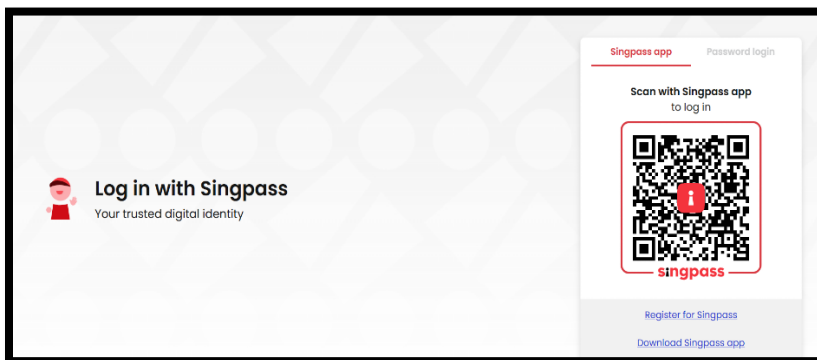 Log in with Singpass
Your trusted digital identity
Singpass app Password login
Scan with Singpass app
to log in
singpass
Register for Singpass
Download Singpass app